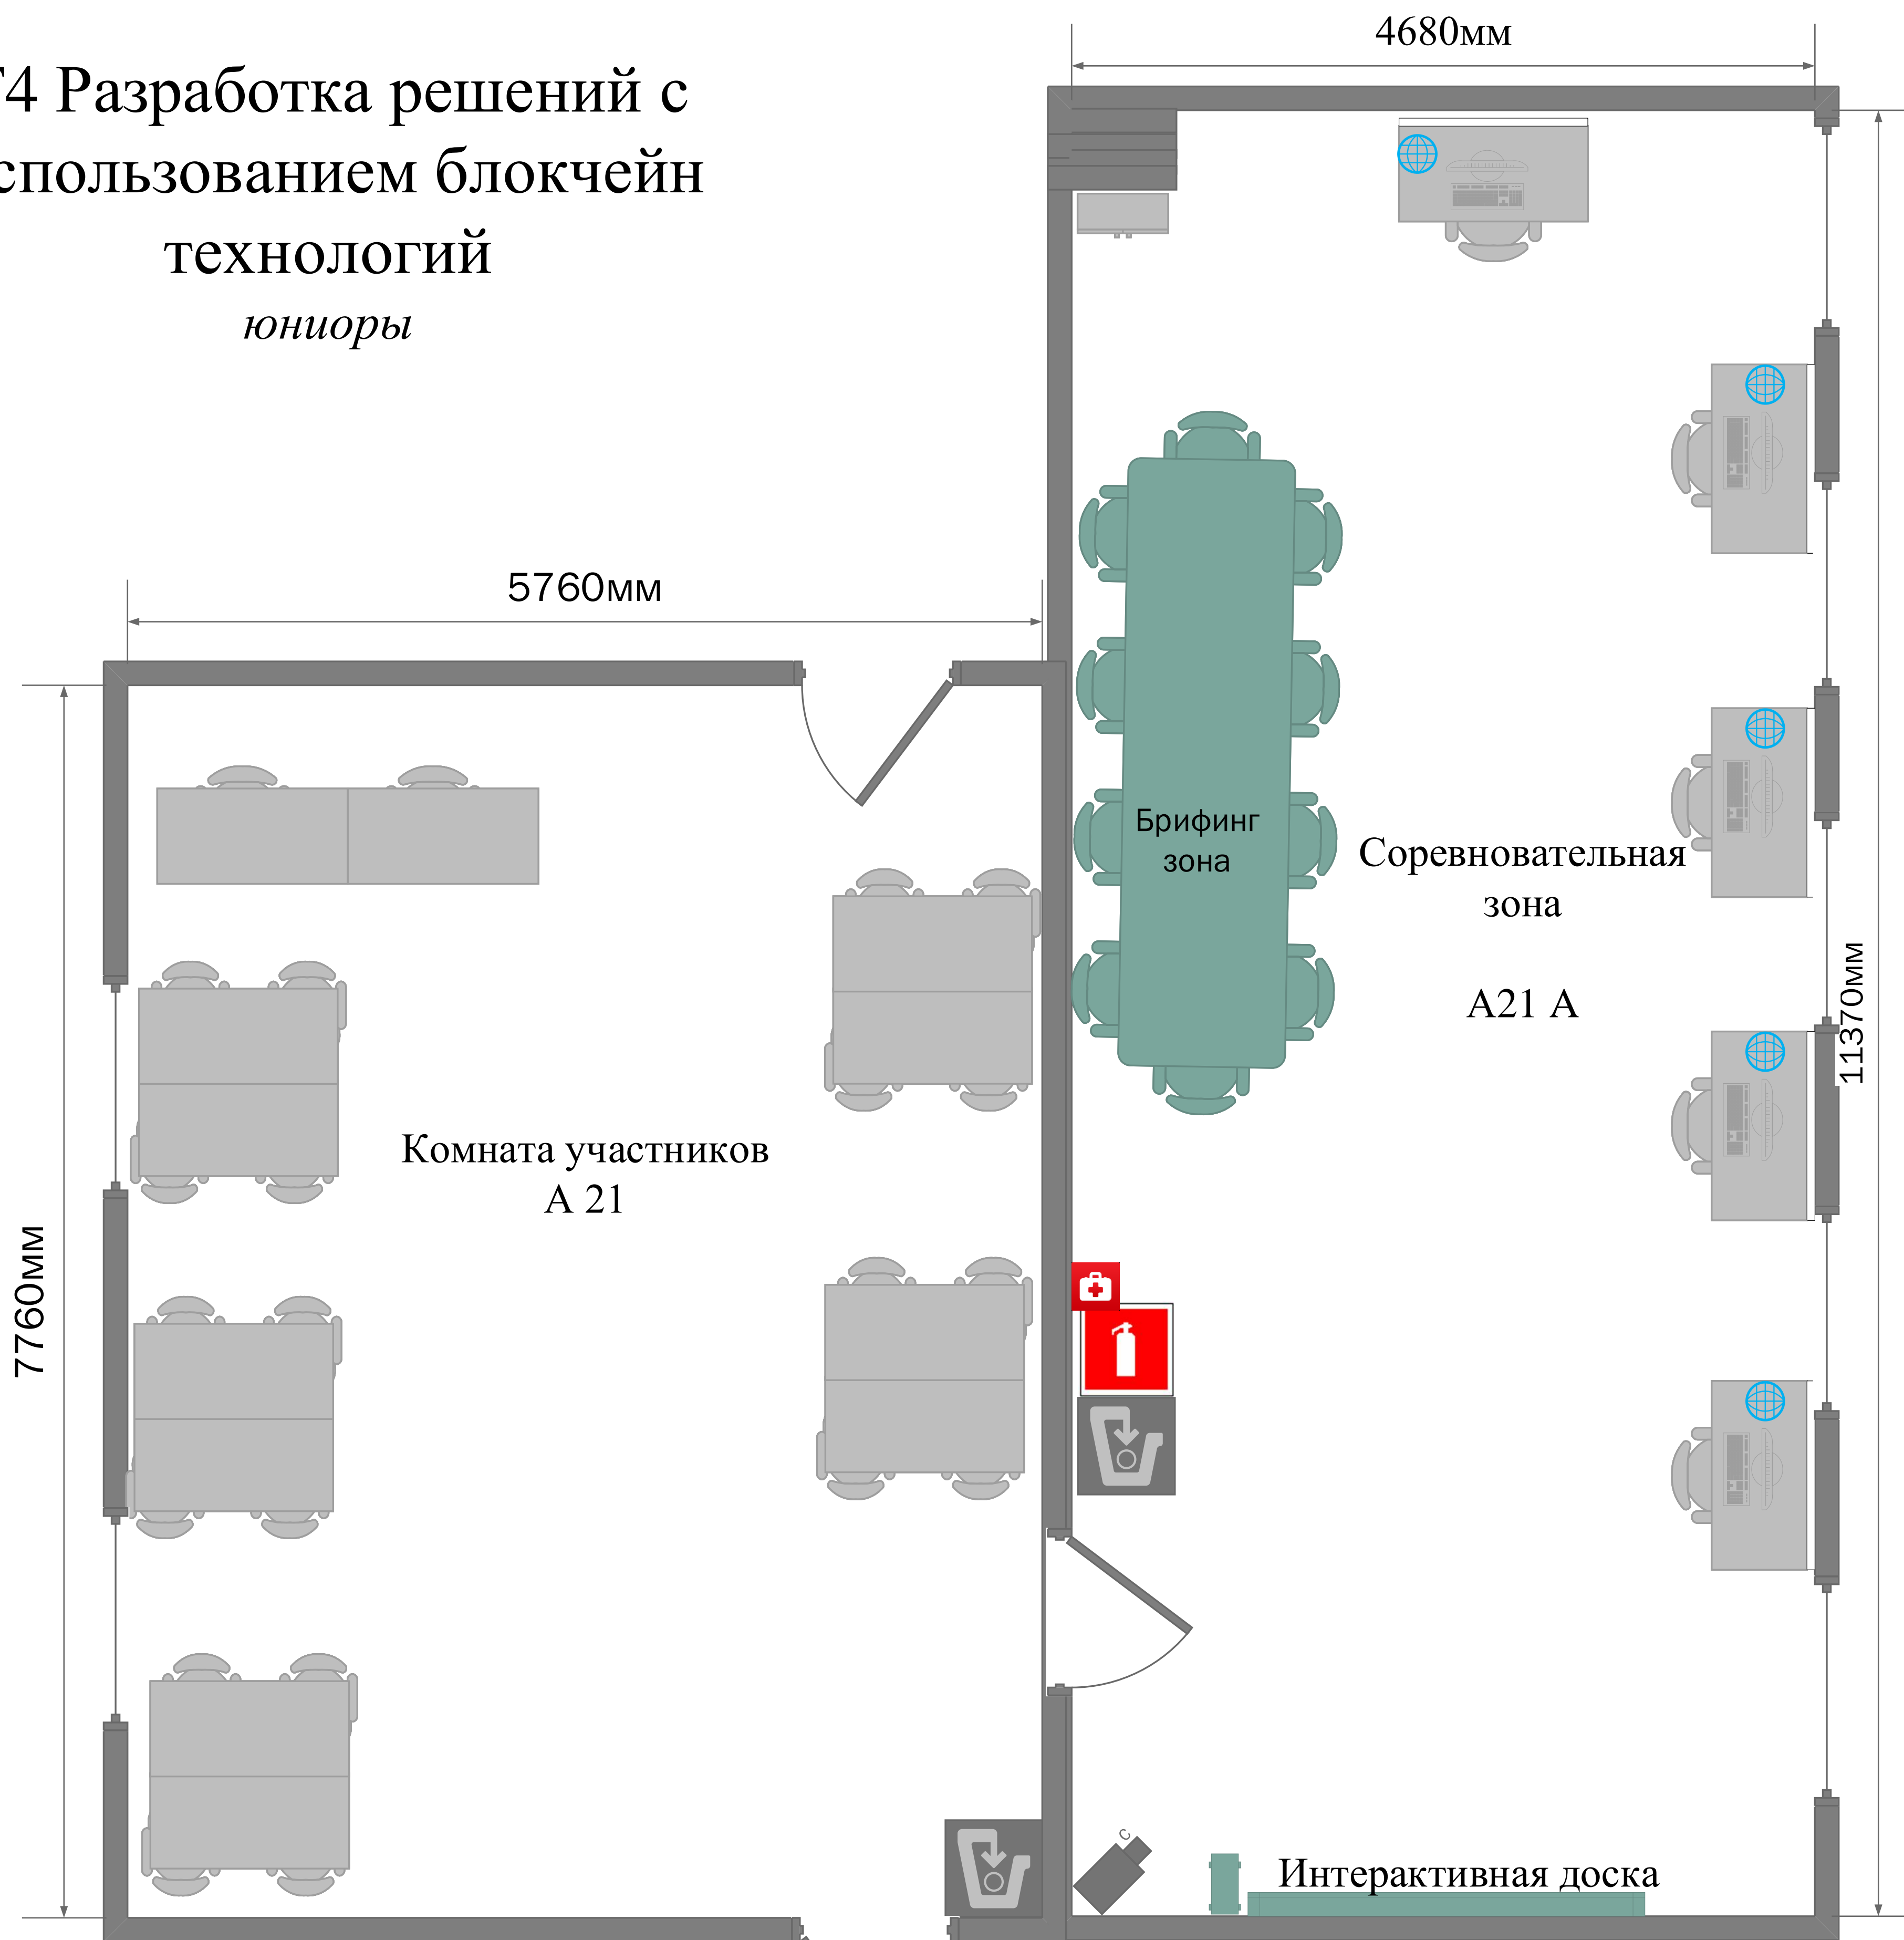 4680мм
Т4 Разработка решений с
спользованием блокчейн
технологий
юниоры
5760мм
Брифинг
зона
Соревновательная
зона
А21 А
11370мм
Комната участников
А 21
7760мм
С
Интерактивная доска